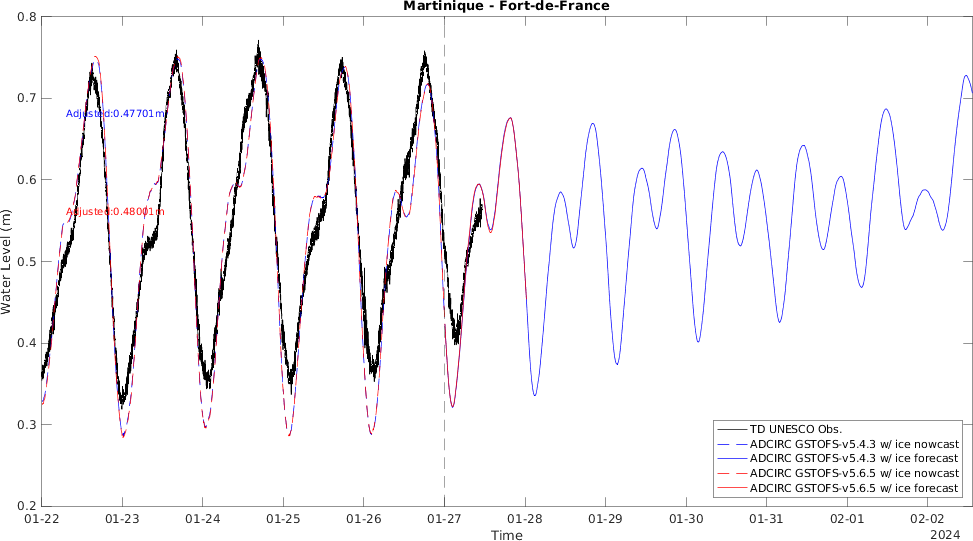 Martinique - Fort-de-France
0.8
0.7
0.6
0.5
0.4
0.3
0.2
Water Level (m)
Adjusted:0.47701m
Adjusted:0.48001m
TD UNESCO Obs.
ADCIRC GSTOFS-v5.4.3 w/ ice nowcast
ADCIRC GSTOFS-v5.4.3 w/ ice forecast
ADCIRC GSTOFS-v5.6.5 w/ ice nowcast
ADCIRC GSTOFS-v5.6.5 w/ ice forecast
01-22 01-23 01-24 01-25 01-26 01-27 01-28 01-29 01-30 01-31 02-01 02-02
Time
2024